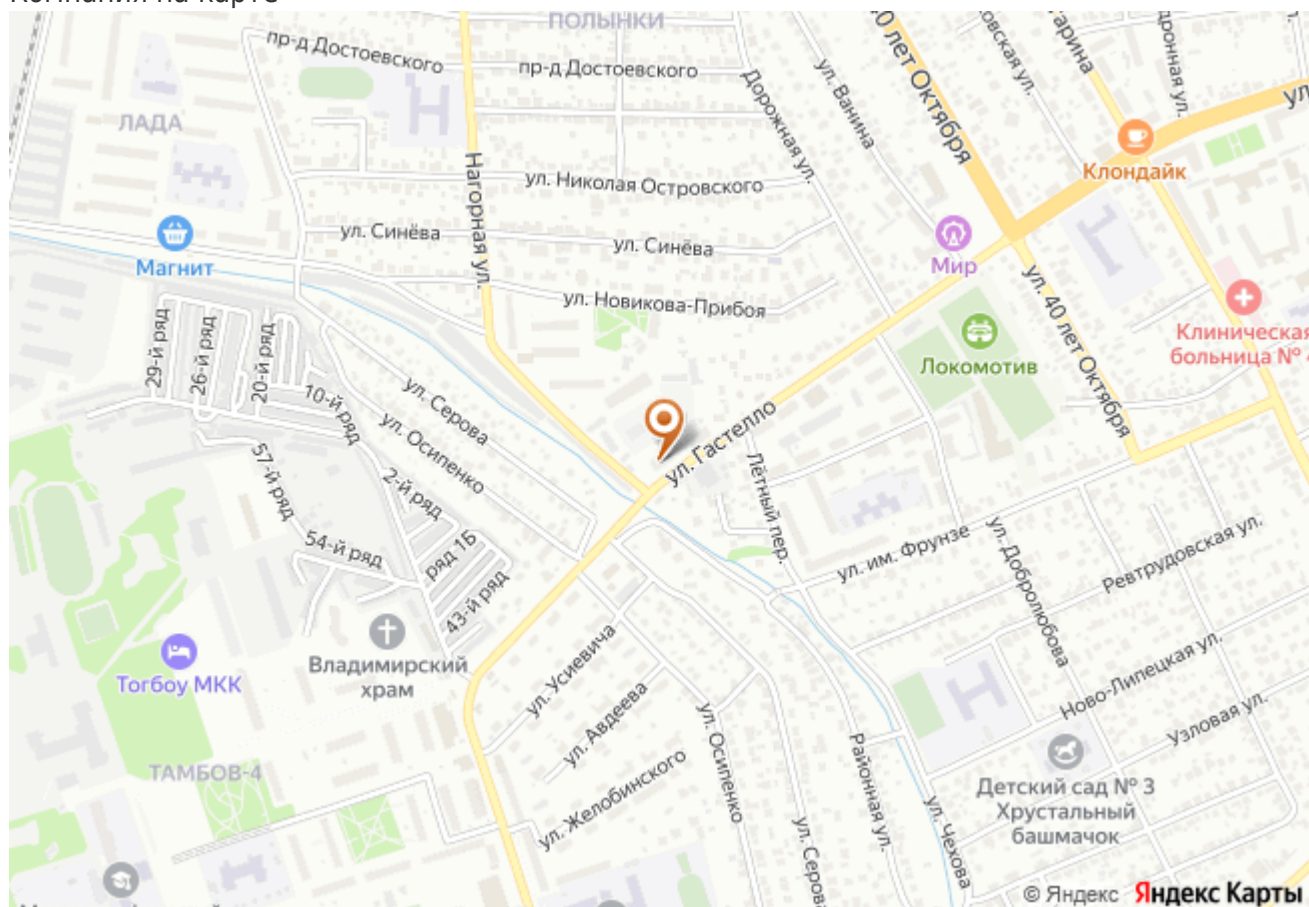 Компания на карте
ПОЛЫНКИ
пр-д Достоевского
пр-д Достоевского
Дорожная ул.
ул. Ванина
40 лет Октября
ЛАДА
Нагорная ул.
ул. Николая Островского
Клондайк
ул. Синёва
ул. Синёва
Мир
Магнит
ул. Новикова-Прибоя
ул. 40 лет Октября
Клиническая
больница №
Локомотив
29-й ряд
26-й ряд
20-й ряд
10-й ряд
ул. Серова
ул. Осипенко
ул. Гастелло
Лётный пер.
57-й ряд
2-й ряд
54-й ряд
ряд 1Б
43-й ряд
ул. им. Фрунзе
ул. Добролюбова
Ревтрудовская ул.
Владимирский
храм
Тогбоу МКК
ул. Усиевича
ул. Авдеева
ул. Осипенко
Ново-Липецкая ул.
Узловая ул.
ТАМБОВ-4
ул. Желобинского
Районная ул.
Детский сад № 3
Хрустальный
башмачок
ул. Серова
ул. Чехова
© Яндекс Яндекс Карты